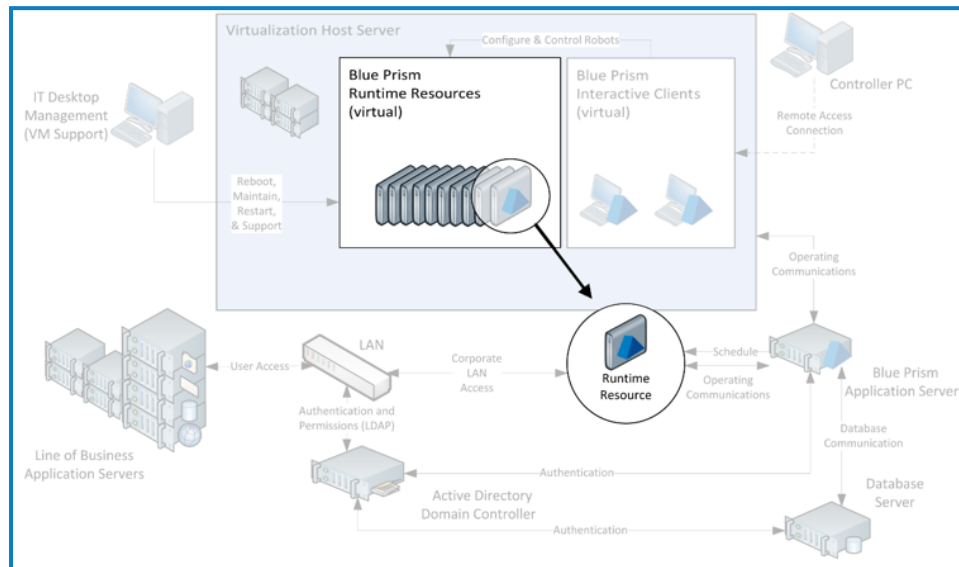 Virtualization Host Server
Configure & Control Robots
Blue Prism
Runtime Resources
(virtual)
Blue Prism
Interactive Clients
(virtual)
Controller PC
IT Desktop
Management
(VM Support)
Remote Access
Connection
Reboot,
Maintain,
Restart,
& Support
Operating
Communications
LAN
User Access
Corporate
LAN
Access
Runtime
Resource
Schedule
Operating
Communications
Blue Prism
Application Server
Authentication and
Permissions (LDAP)
Database
Communication
Line of Business
Application Servers
Authentication
Active Directory
Domain Controller
Database
Server
Authentication